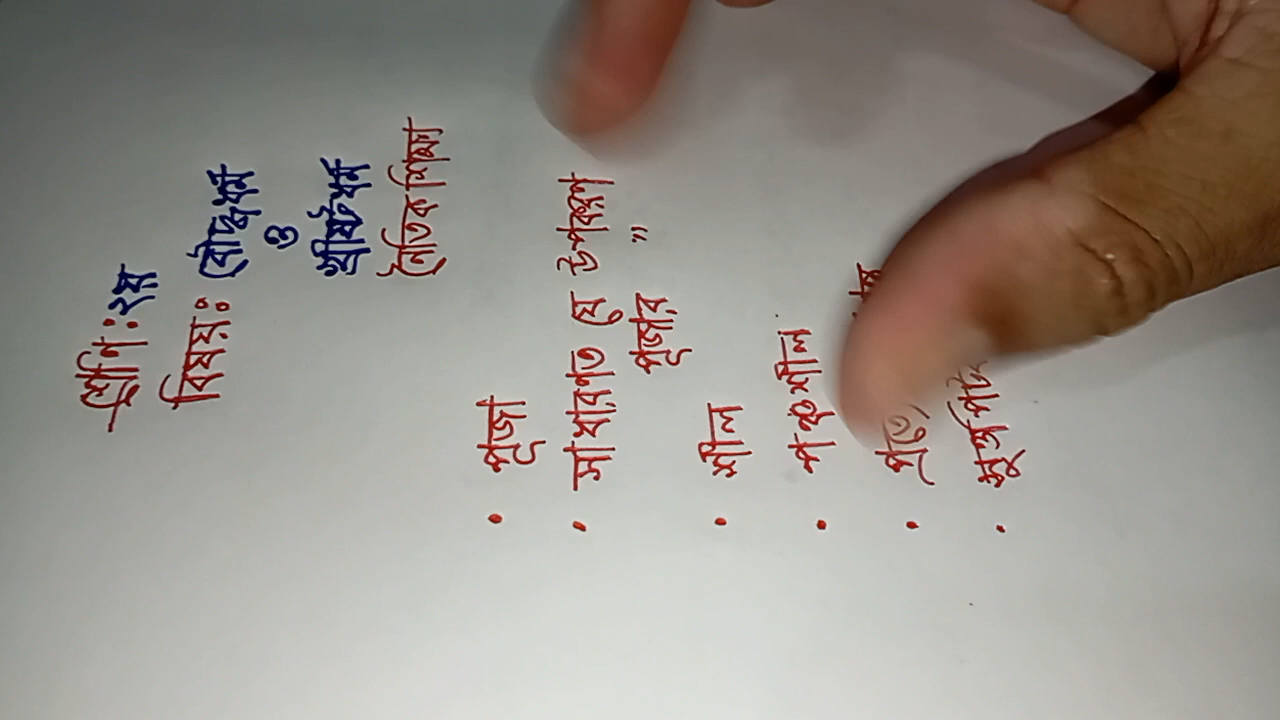 শ্রেণি: ২য়
বিষয়ঃ বৌদ্ধধর্ম
ও
খ্রীষ্টধর্ম
নৈতিক শিক্ষা
• পূজা
• সাধারণত যে উপকরণ
পূজার "
• শীল
• পঞ্চশীল
•
•